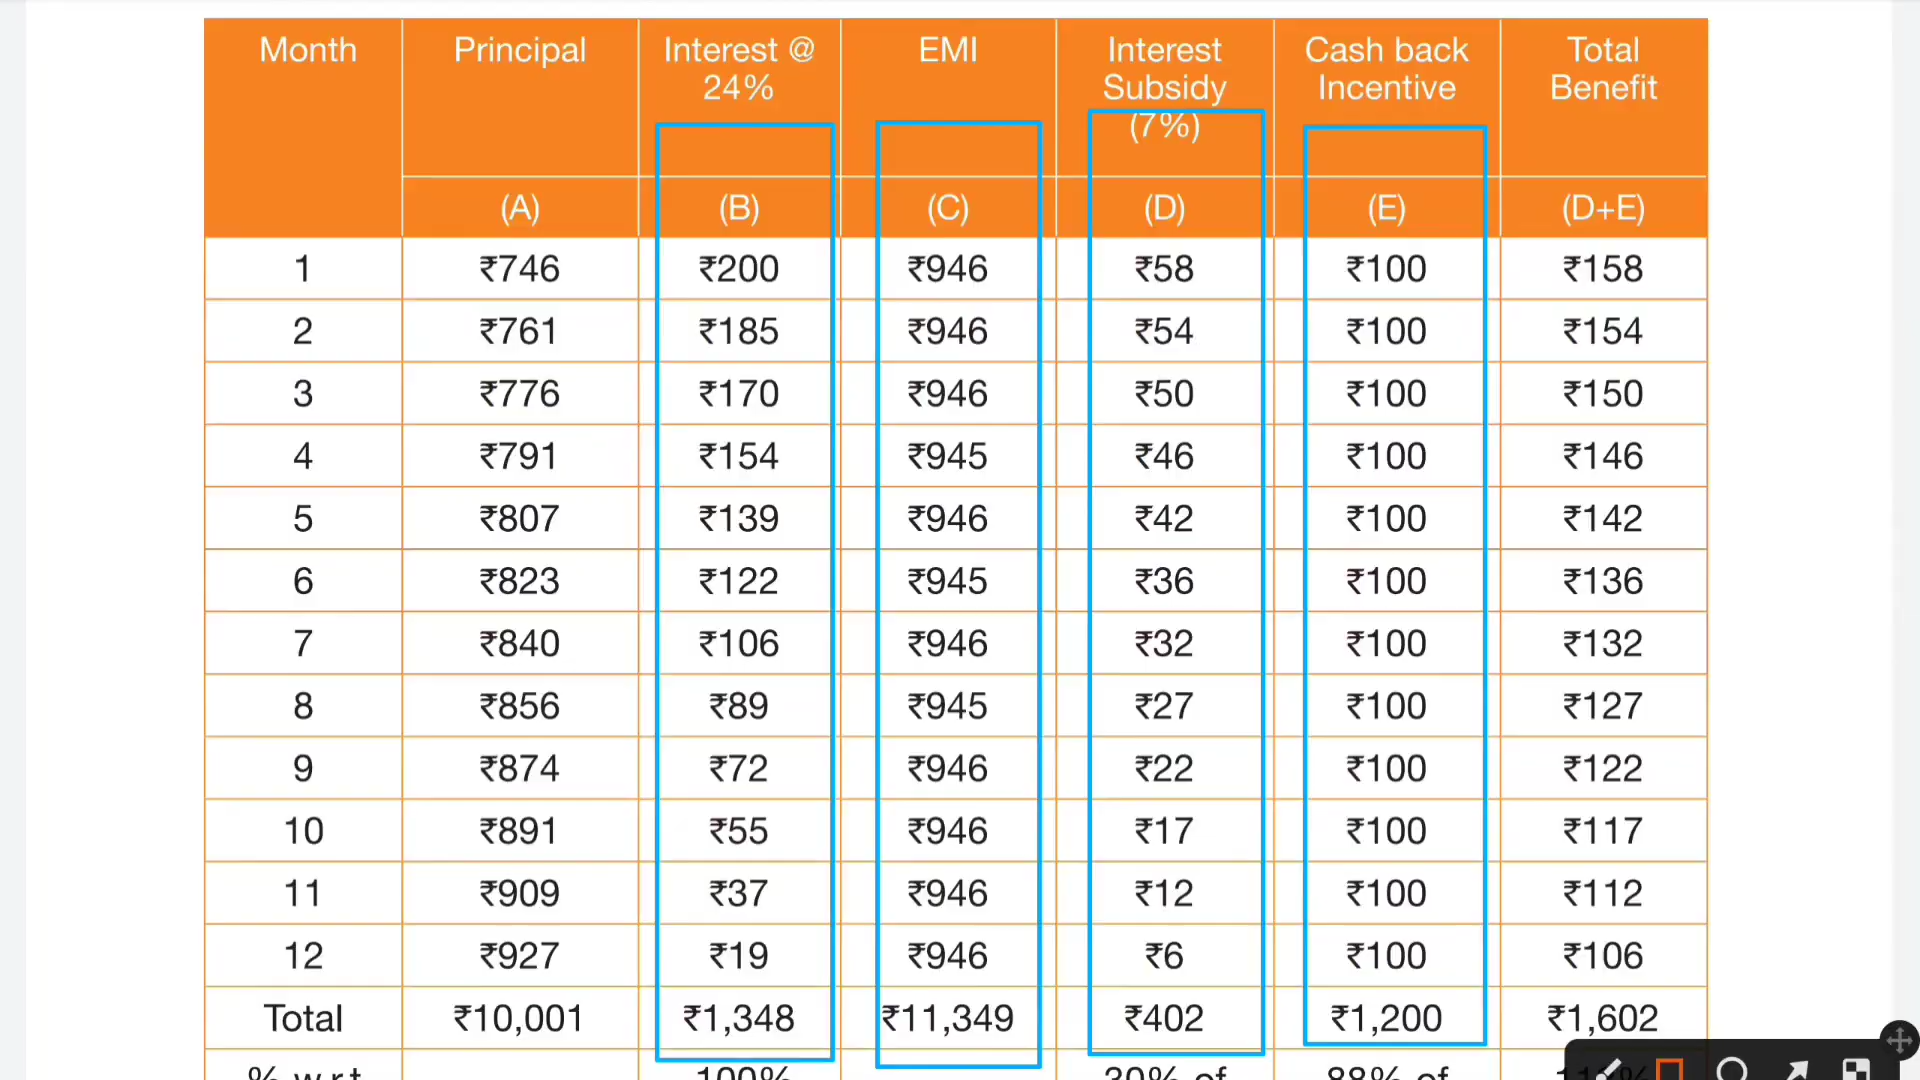 Month Principal Interest @ 24% EMI Interest Subsidy (7%) Cash back Incentive Total Benefit
(A) (B) (C) (D) (E) (D+E)
1 ₹746 ₹200 ₹946 ₹58 ₹100 ₹158
2 ₹761 ₹185 ₹946 ₹54 ₹100 ₹154
3 ₹776 ₹170 ₹946 ₹50 ₹100 ₹150
4 ₹791 ₹154 ₹945 ₹46 ₹100 ₹146
5 ₹807 ₹139 ₹946 ₹42 ₹100 ₹142
6 ₹823 ₹122 ₹945 ₹36 ₹100 ₹136
7 ₹840 ₹106 ₹946 ₹32 ₹100 ₹132
8 ₹856 ₹89 ₹945 ₹27 ₹100 ₹127
9 ₹874 ₹72 ₹946 ₹22 ₹100 ₹122
10 ₹891 ₹55 ₹946 ₹17 ₹100 ₹117
11 ₹909 ₹37 ₹946 ₹12 ₹100 ₹112
12 ₹927 ₹19 ₹946 ₹6 ₹100 ₹106
Total ₹10,001 ₹1,348 ₹11,349 ₹402 ₹1,200 ₹1,602
% w.r.t 100% 30% of 88% of